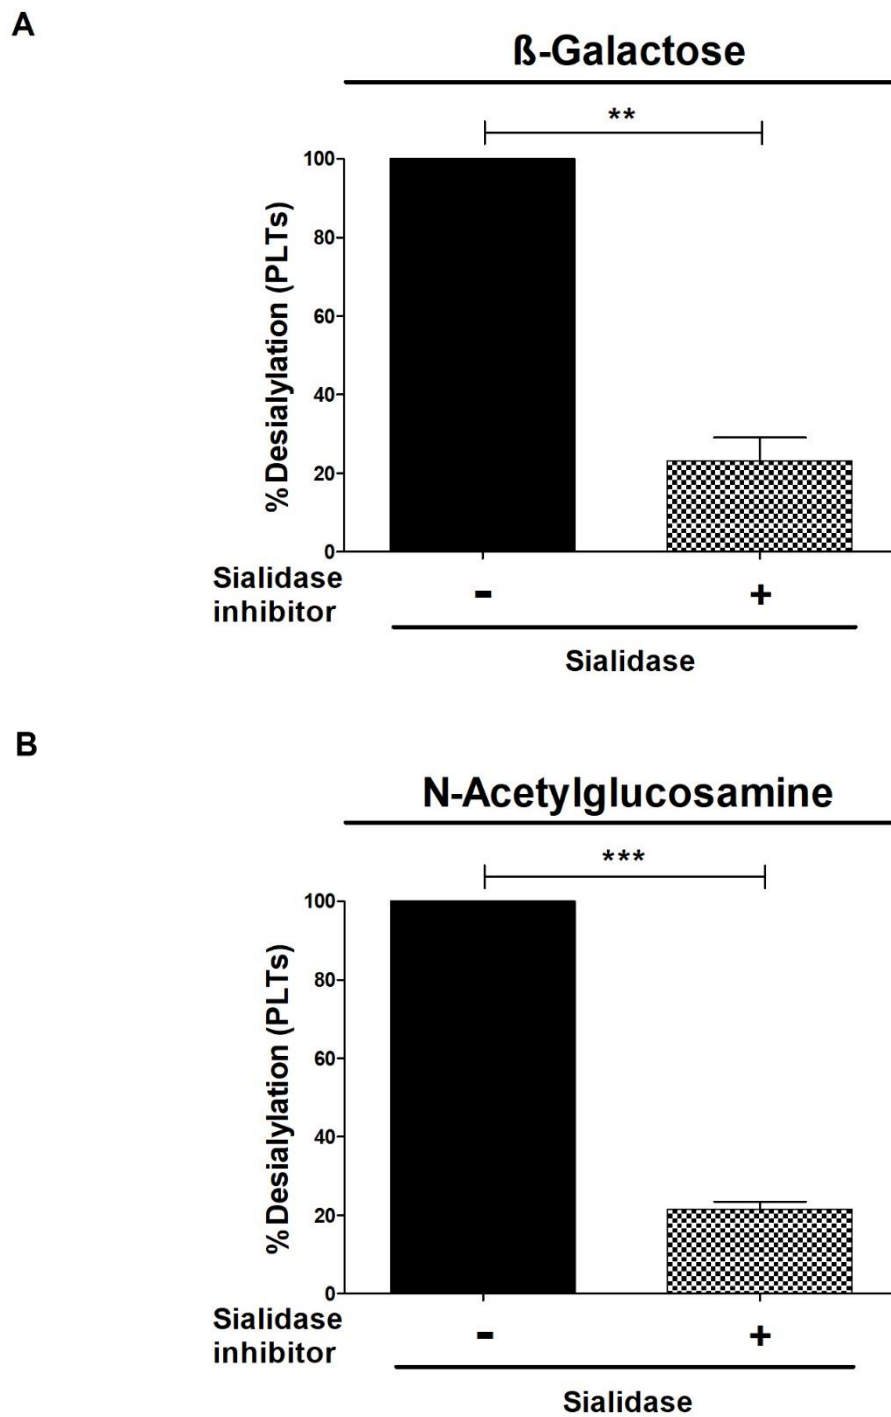 A
ß-Galactose
**
100
80
60
40
20
0
%Desialylation (PLTs)
Sialidase
inhibitor
- +
Sialidase
B
N-Acetylglucosamine
***
100
80
60
40
20
0
%Desialylation (PLTs)
Sialidase
inhibitor
- +
Sialidase